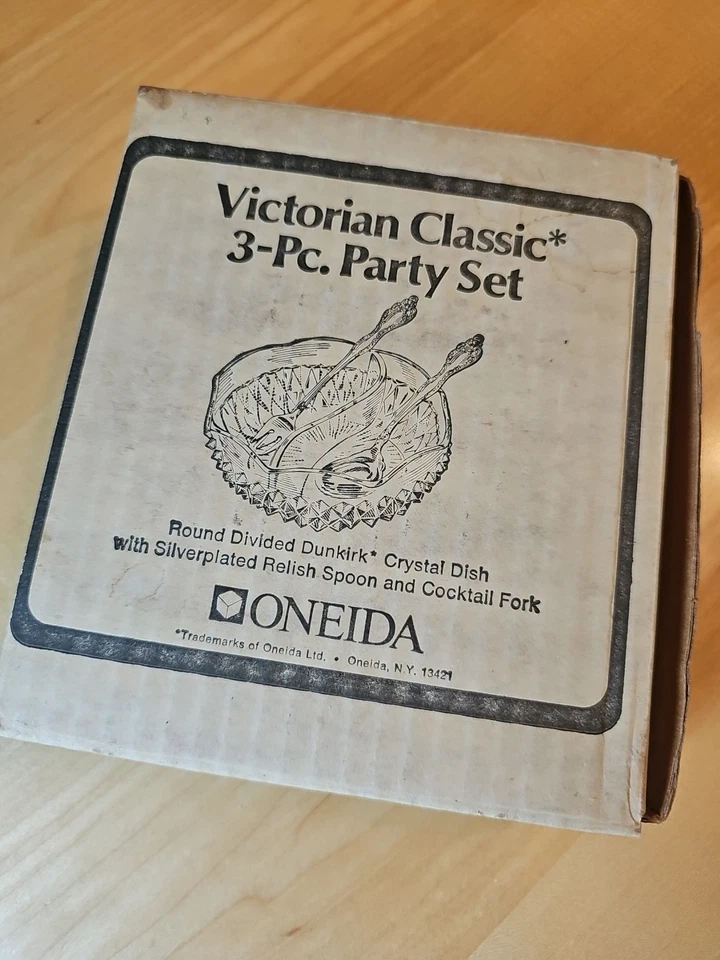 Victorian Classic*
3-Pc. Party Set
Round Divided Dunkirk* Crystal Dish
with Silverplated Relish Spoon and Cocktail Fork
ONEIDA
*Trademarks of Oneida Ltd. • Oneida, N.Y. 13421